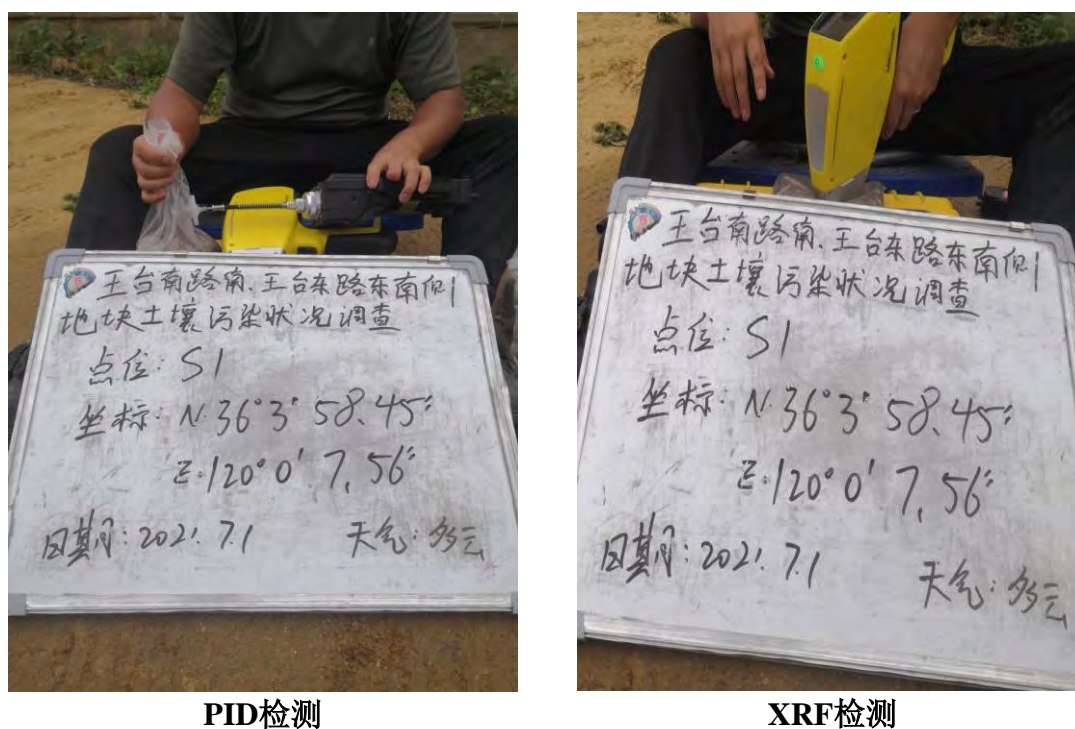 王台南路南、王台东路东南侧
地块土壤污染状况调查
点位: S1
坐标: N: 36°3′58.45″
E: 120°0′7.56″
日期: 2021.7.1 天气: 多云
PID检测
王台南路南、王台东路东南侧
地块土壤污染状况调查
点位: S1
坐标: N: 36°3′58.45″
E: 120°0′7.56″
日期: 2021.7.1 天气: 多云
XRF检测